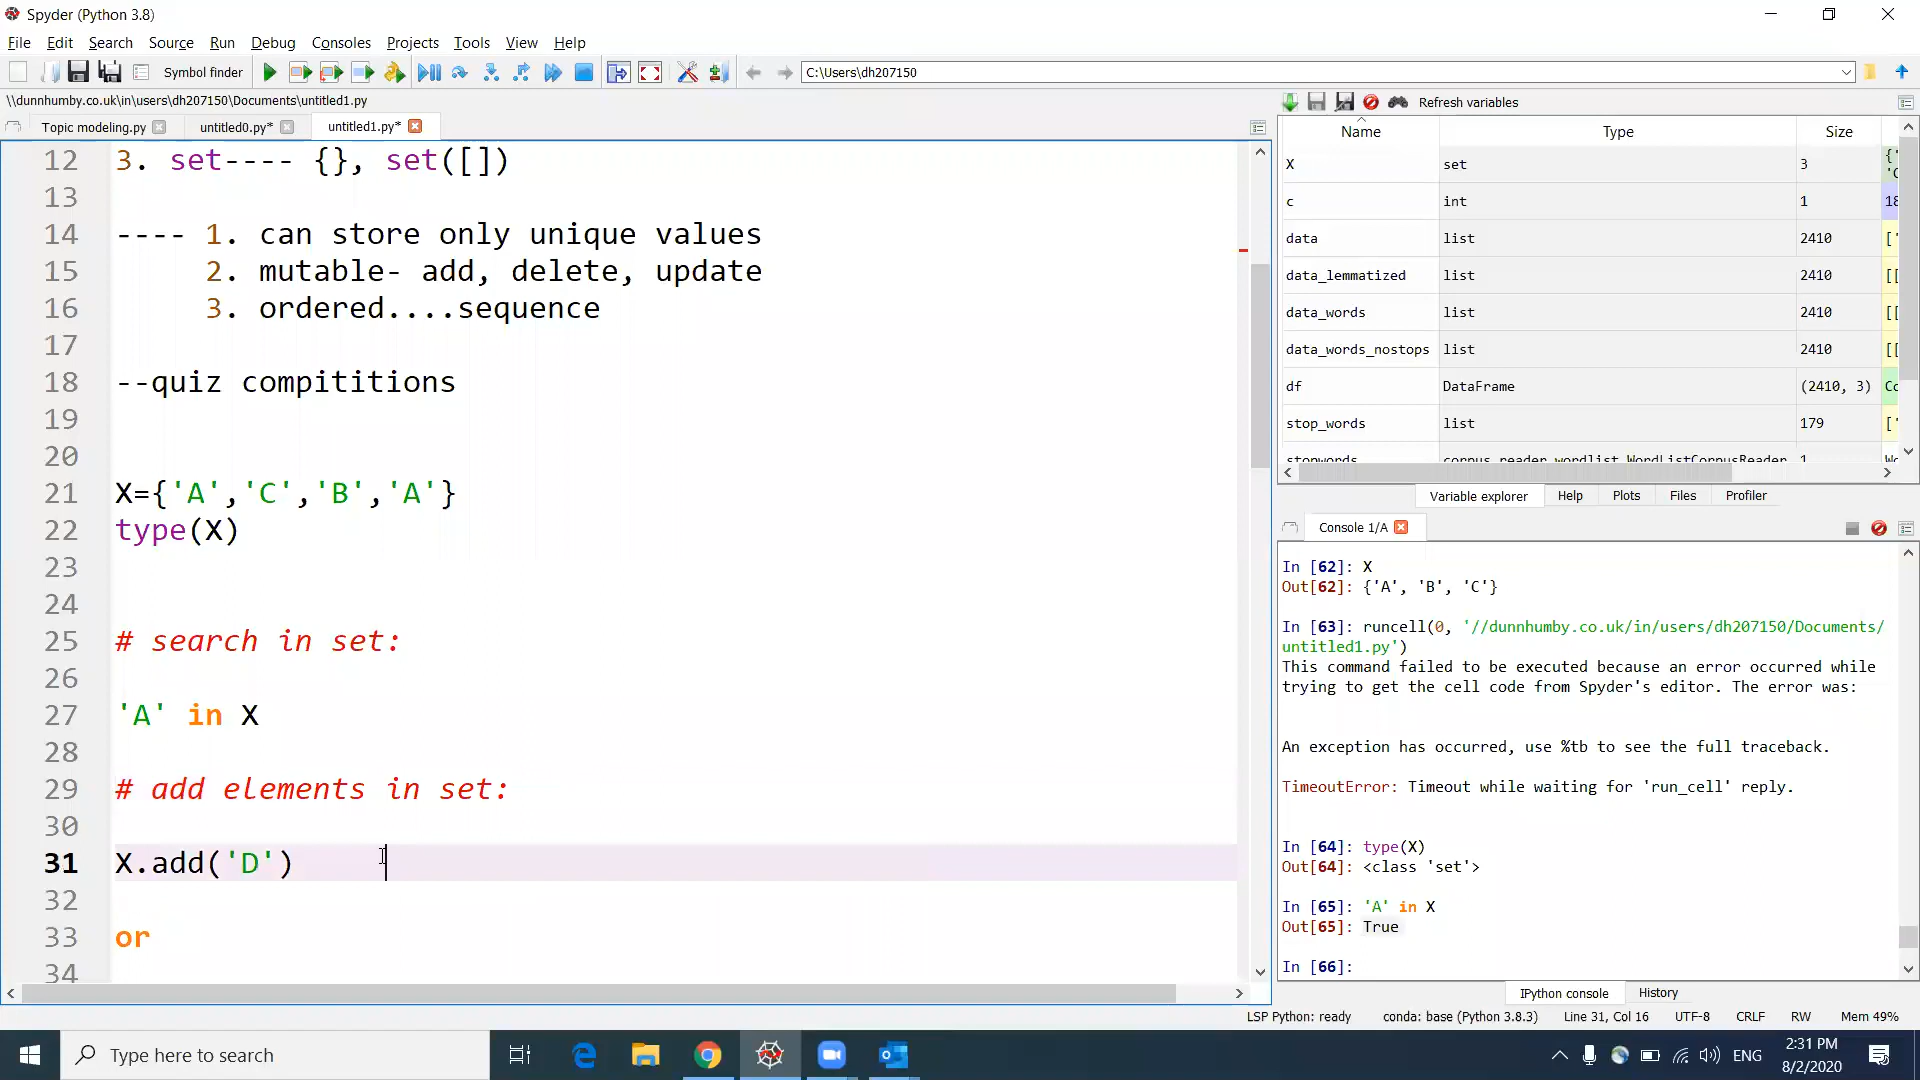 Spyder (Python 3.8)
File Edit Search Source Run Debug Consoles Projects Tools View Help
Symbol finder
C:\Users\dh207150
\\dunnhumby.co.uk\in\users\dh207150\Documents\untitled1.py
Topic modeling.py
untitled0.py*
untitled1.py*
12 3. set---- {}, set([])
13
14 ---- 1. can store only unique values
15 2. mutable- add, delete, update
16 3. ordered....sequence
17
18 --quiz compititions
19
20
21 X={'A','C','B','A'}
22 type(X)
23
24
25 # search in set:
26
27 'A' in X
28
29 # add elements in set:
30
31 X.add('D')
32
33 or
34
Refresh variables
Name Type Size
X set 3
c int 1 18
data list 2410 ['
data_lemmatized list 2410 [[
data_words list 2410 [[
data_words_nostops list 2410 [[
df DataFrame (2410, 3) Co
stop_words list 179 ['
stopwords corpus.reader.wordlist.WordListCorpusReader 1 Wo
Variable explorer Help Plots Files Profiler
Console 1/A
In [62]: X
Out[62]: {'A', 'B', 'C'}
In [63]: runcell(0, '//dunnhumby.co.uk/in/users/dh207150/Documents/
untitled1.py')
This command failed to be executed because an error occurred while
trying to get the cell code from Spyder's editor. The error was:
An exception has occurred, use %tb to see the full traceback.
TimeoutError: Timeout while waiting for 'run_cell' reply.
In [64]: type(X)
Out[64]: <class 'set'>
In [65]: 'A' in X
Out[65]: True
In [66]:
IPython console History
LSP Python: ready conda: base (Python 3.8.3) Line 31, Col 16 UTF-8 CRLF RW Mem 49%
Type here to search
ENG
2:31 PM
8/2/2020